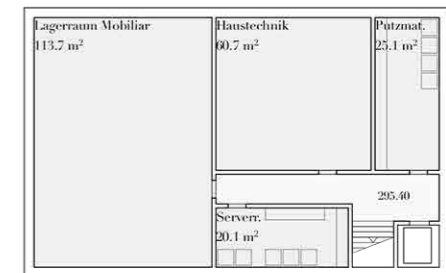 Lagerraum Mobiliar
113.7 m²
Haustechnik
60.7 m²
Putzmat.
25.1 m²
295.40
Serverr.
20.1 m²